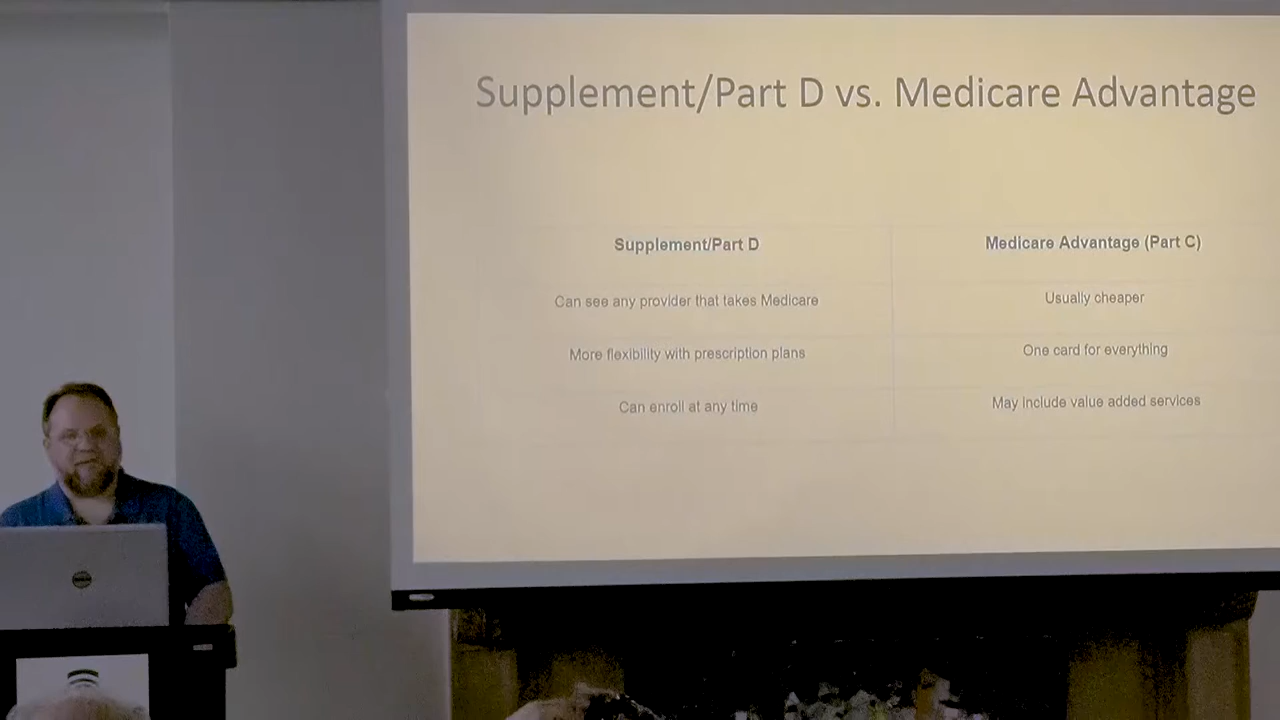 Supplement/Part D vs. Medicare Advantage
Supplement/Part D
Medicare Advantage (Part C)
Can see any provider that takes Medicare
Usually cheaper
More flexibility with prescription plans
One card for everything
Can enroll at any time
May include value added services
DELL